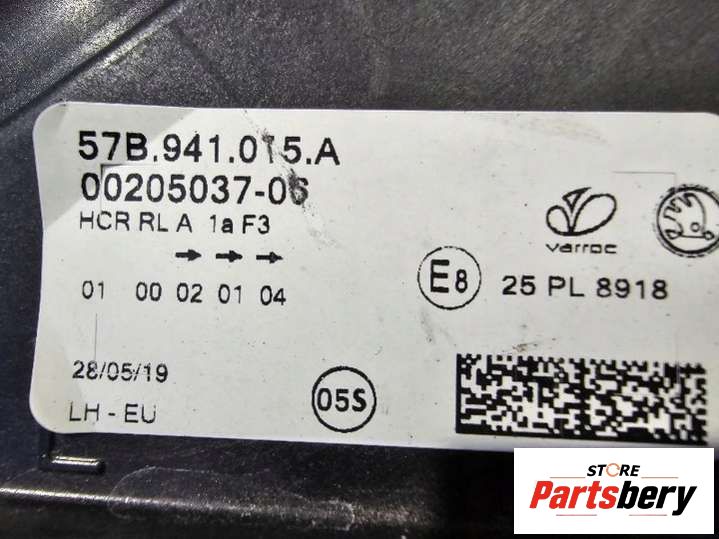 57B.941.015.A
00205037-06
HCR RL A 1a F3
varroc
01 00 02 01 04
E8 25 PL 8918
28/05/19
05S
LH - EU
STORE
Partsbery